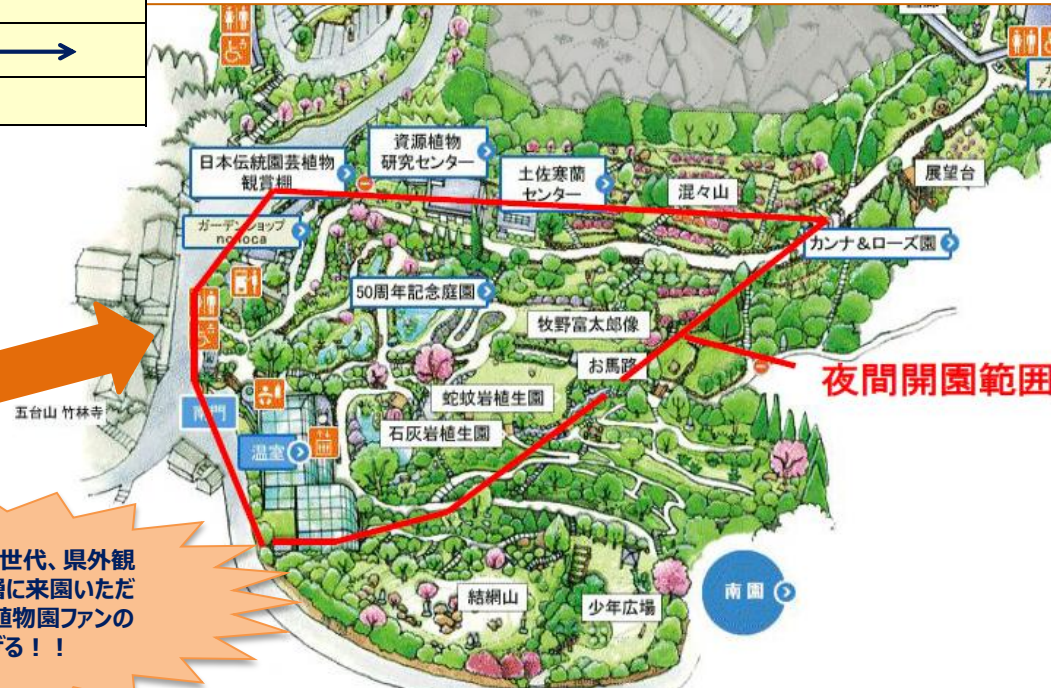 日本伝統園芸植物
観賞棚
資源植物
研究センター
土佐寒蘭
センター
混々山
展望台
ガーデンショップ
nonoca
カンナ&ローズ園
50周年記念庭園
牧野富太郎像
お馬路
夜間開園範囲
蛇紋岩植生園
五台山 竹林寺
南門
石灰岩植生園
温室
世代、県外観
層に来園いただ
植物園ファンの
げる！！
結網山
少年広場
南園